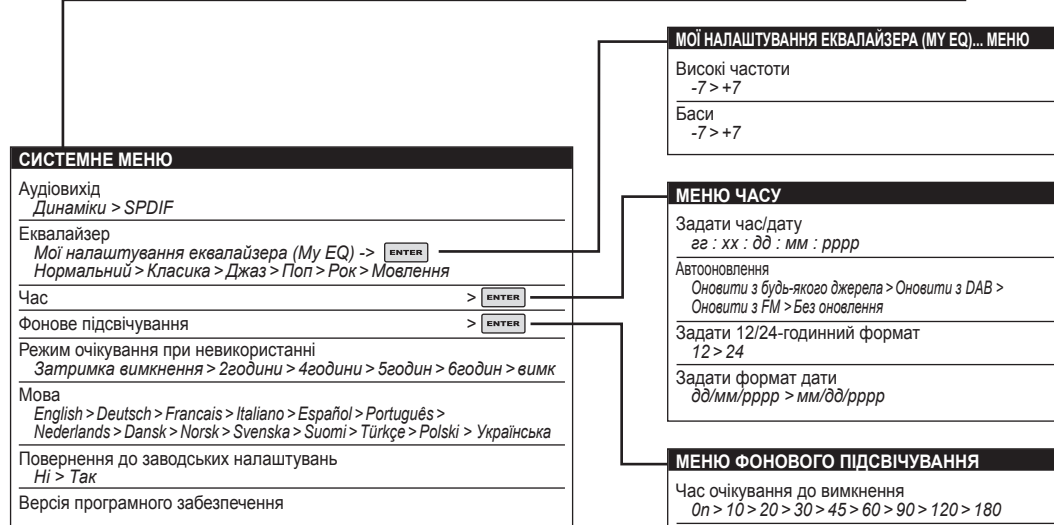 МОЇ НАЛАШТУВАННЯ ЕКВАЛАЙЗЕРА (MY EQ)... МЕНЮ
Високі частоти
-7 > +7
Баси
-7 > +7
СИСТЕМНЕ МЕНЮ
Аудіовихід
Динаміки > SPDIF
Еквалайзер
Мої налаштування еквалайзера (My EQ) -> ENTER
Нормальний > Класика > Джаз > Поп > Рок > Мовлення
Час > ENTER
Фонове підсвічування > ENTER
Режим очікування при невикористанні
Затримка вимкнення > 2години > 4години > 5годин > 6годин > вимк
Мова
English > Deutsch > Francais > Italiano > Español > Português >
Nederlands > Dansk > Norsk > Svenska > Suomi > Türkçe > Polski > Українська
Повернення до заводських налаштувань
Ні > Так
Версія програмного забезпечення
МЕНЮ ЧАСУ
Задати час/дату
гг : хх : дд : мм : рррр
Автооновлення
Оновити з будь-якого джерела > Оновити з DAB >
Оновити з FM > Без оновлення
Задати 12/24-годинний формат
12 > 24
Задати формат дати
дд/мм/рррр > мм/дд/рррр
МЕНЮ ФОНОВОГО ПІДСВІЧУВАННЯ
Час очікування до вимкнення
0n > 10 > 20 > 30 > 45 > 60 > 90 > 120 > 180